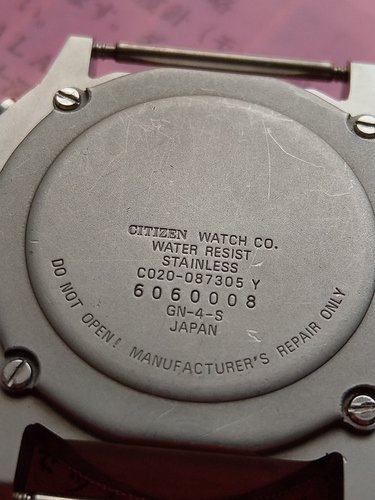 CITIZEN WATCH CO.
WATER RESIST
STAINLESS
C020-087305 Y
6060008
GN-4-S
JAPAN
DO NOT OPEN! MANUFACTURER'S REPAIR ONLY